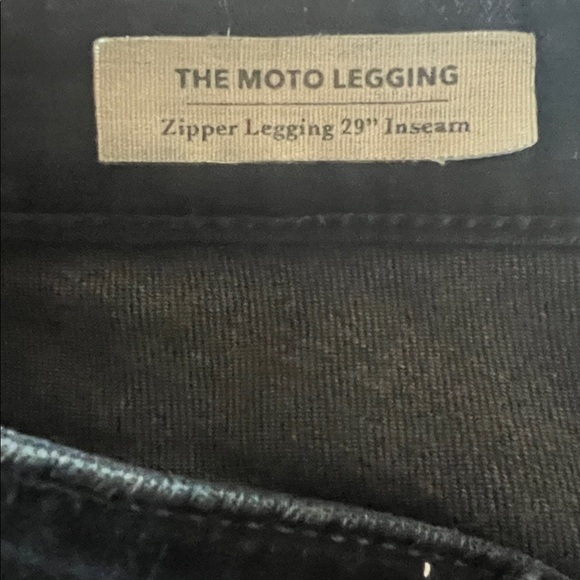 THE MOTO LEGGING
Zipper Legging 29" Inseam